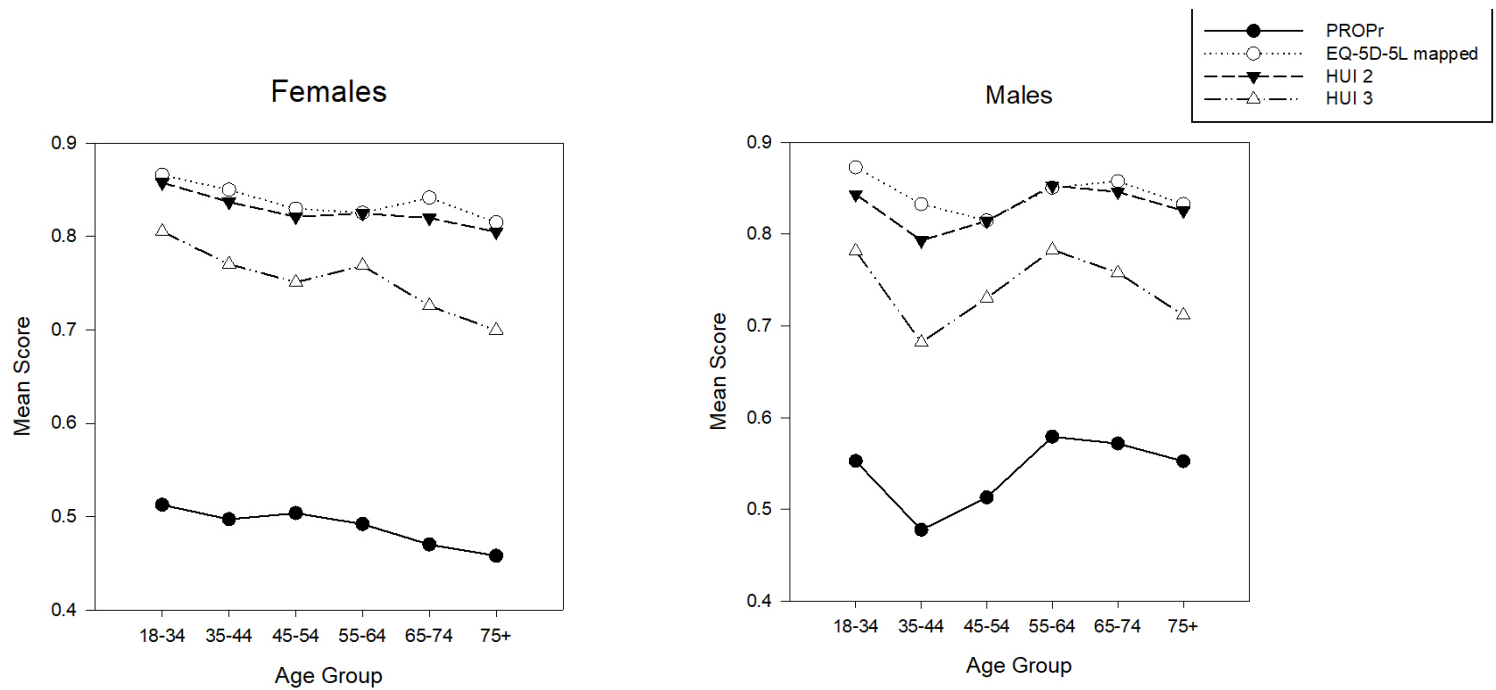 PROPr
EQ-5D-5L mapped
HUI 2
HUI 3
Females
0.9
0.8
0.7
0.6
0.5
0.4
Mean Score
18-34 35-44 45-54 55-64 65-74 75+
Age Group
Males
0.9
0.8
0.7
0.6
0.5
0.4
Mean Score
18-34 35-44 45-54 55-64 65-74 75+
Age Group